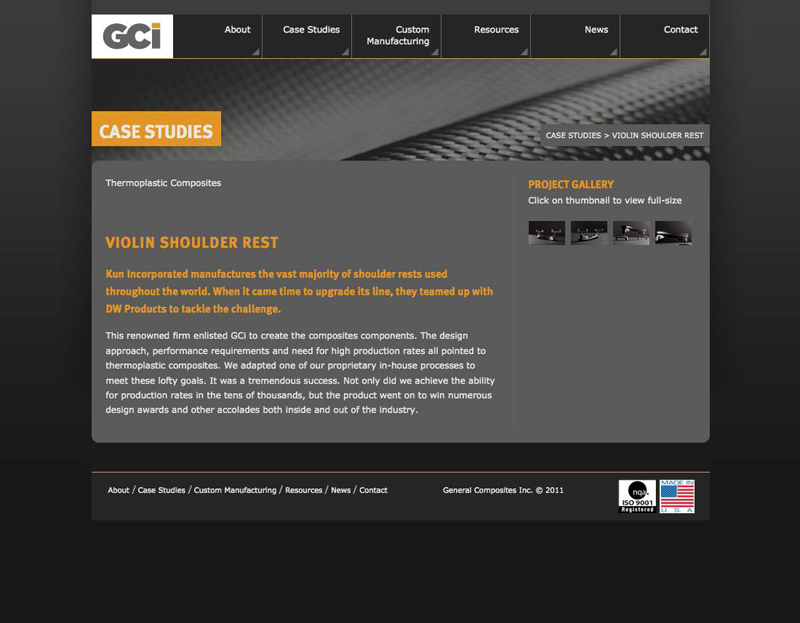 GCi
About
Case Studies
Custom
Manufacturing
Resources
News
Contact
CASE STUDIES
CASE STUDIES > VIOLIN SHOULDER REST
Thermoplastic Composites
VIOLIN SHOULDER REST
Kun Incorporated manufactures the vast majority of shoulder rests used
throughout the world. When it came time to upgrade its line, they teamed up with
DW Products to tackle the challenge.
This renowned firm enlisted GCi to create the composites components. The design
approach, performance requirements and need for high production rates all pointed to
thermoplastic composites. We adapted one of our proprietary in-house processes to
meet these lofty goals. It was a tremendous success. Not only did we achieve the ability
for production rates in the tens of thousands, but the product went on to win numerous
design awards and other accolades both inside and out of the industry.
PROJECT GALLERY
Click on thumbnail to view full-size
About / Case Studies / Custom Manufacturing / Resources / News / Contact
General Composites Inc. © 2011
nqa.
ISO 9001
Registered
MADE IN
U.S.A